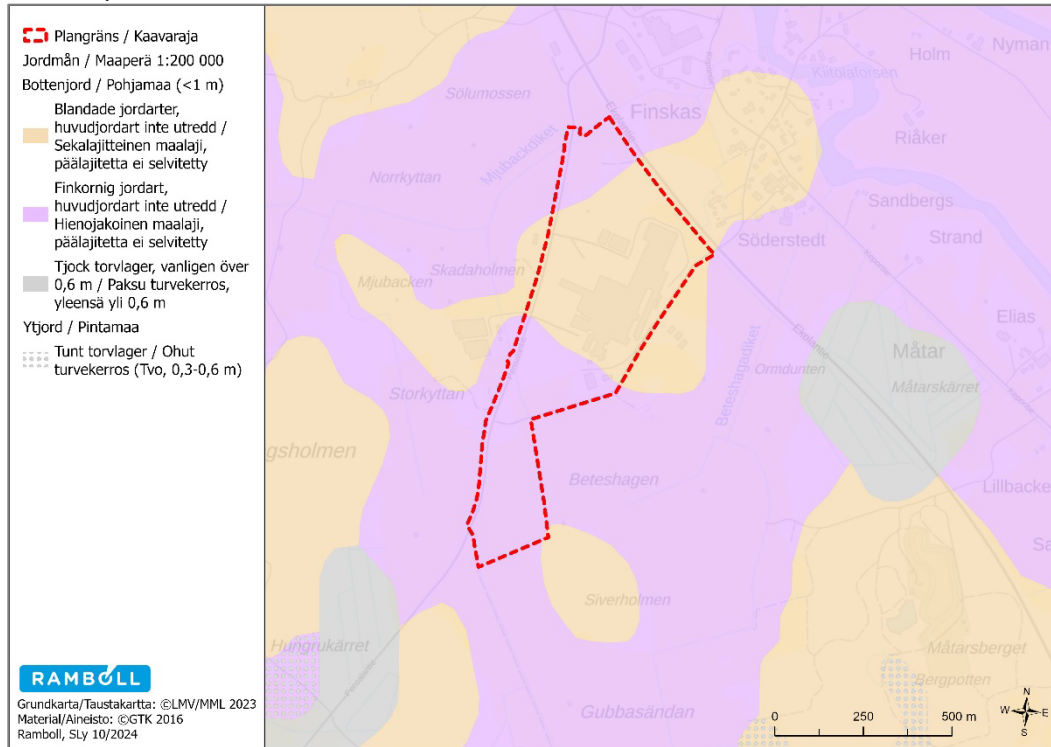 Plangräns / Kaavaraja
Jordmån / Maaperä 1:200 000
Bottenjord / Pohjamaa (<1 m)
Blandade jordarter,
huvudjordart inte utredd /
Sekalajitteinen maalaji,
päälajitetta ei selvitetty
Finkornig jordart,
huvudjordart inte utredd /
Hienojakoinen maalaji,
päälajitetta ei selvitetty
Tjock torvlager, vanligen över
0,6 m / Paksu turvekerros,
yleensä yli 0,6 m
Ytjord / Pintamaa
Tunt torvlager / Ohut
turvekerros (Tvo, 0,3-0,6 m)
RAMBOLL
Grundkarta/Taustakartta: ©LMV/MML 2023
Material/Aineisto: ©GTK 2016
Ramboll, SLy 10/2024
Holm
Nyman
Kiitolaforsen
Sölumossen
Finskas
Riåker
Mjubackdiket
Norrkyttan
Sandbergs
Strand
Söderstedt
Skadaholmen
Mjubacken
Elias
Måtar
Ormdunten
Måtarskärret
Ekolantie
Ekolantie
Beteshagadiket
Storkyttan
gsholmen
Beteshagen
Lillbacke
Sa
Siverholmen
Hungrukärret
Måtarsberget
Bergpotten
Gubbasändan
N
W
E
S
0
250
500 m